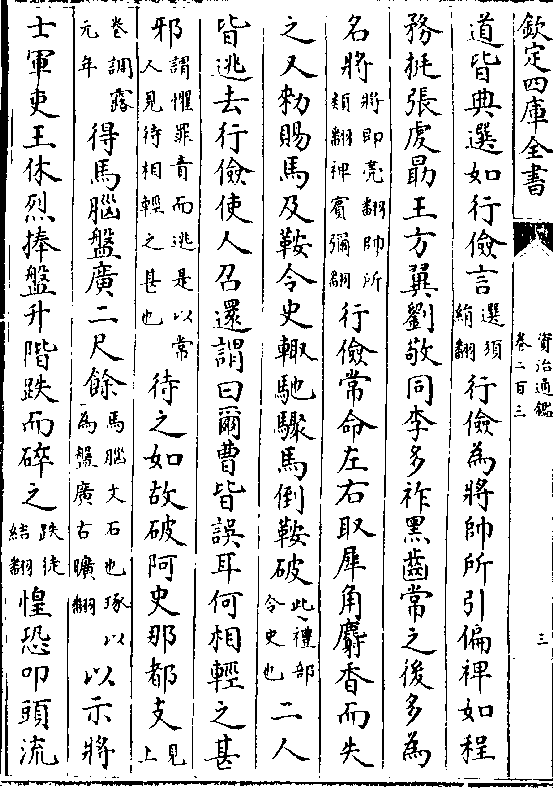 欽定四庫全書
資治通鑑
卷二百三
三
道皆典選如行儉言選須絹翻行儉為將帥所引偏裨如程
務挺張虔勗王方翼劉敬同李多祚黑齒常之後多為
名將將即亮翻帥所類翻裨賓彌翻行儉常命左右取犀角麝香而失
之又勑賜馬及鞍令史輙馳驟馬倒鞍破此禮部令史也二人
皆逃去行儉使人召還謂曰爾曹皆誤耳何相輕之甚
邪謂懼罪責而逃是以常人見待相輕之甚也待之如故破阿史那都支見上
卷調露元年得馬腦盤廣二尺餘馬腦文石也琢以為盤廣古曠翻以示將
士軍吏王休烈捧盤升階跌而碎之跌徒結翻惶恐叩頭流